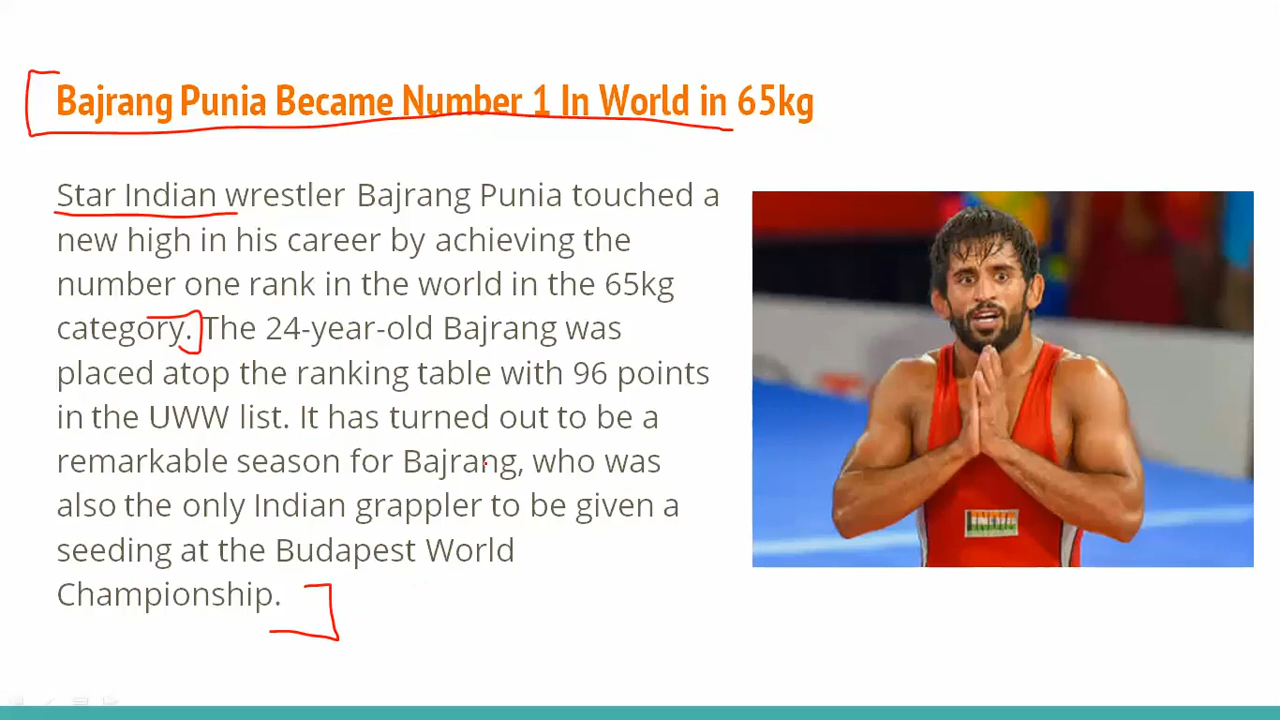 Bajrang Punia Became Number 1 In World in 65kg
Star Indian wrestler Bajrang Punia touched a
new high in his career by achieving the
number one rank in the world in the 65kg
category. The 24-year-old Bajrang was
placed atop the ranking table with 96 points
in the UWW list. It has turned out to be a
remarkable season for Bajrang, who was
also the only Indian grappler to be given a
seeding at the Budapest World
Championship.